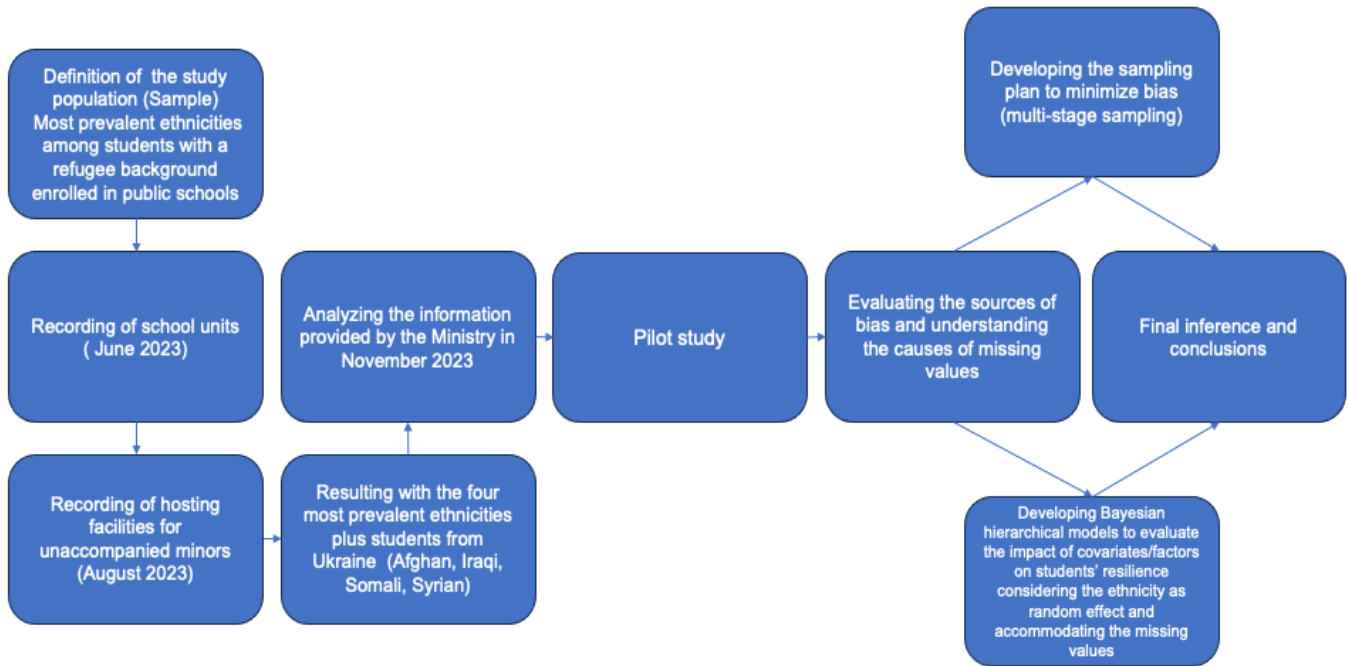 Definition of the study
population (Sample)
Most prevalent ethnicities
among students with a
refugee background
enrolled in public schools
Recording of school units
( June 2023)
Recording of hosting
facilities for
unaccompanied minors
(August 2023)
Resulting with the four
most prevalent ethnicities
plus students from
Ukraine (Afghan, Iraqi,
Somali, Syrian)
Analyzing the information
provided by the Ministry in
November 2023
Pilot study
Evaluating the sources of
bias and understanding
the causes of missing
values
Developing the sampling
plan to minimize bias
(multi-stage sampling)
Developing Bayesian
hierarchical models to evaluate
the impact of covariates/factors
on students’ resilience
considering the ethnicity as
random effect and
accommodating the missing
values
Final inference and
conclusions